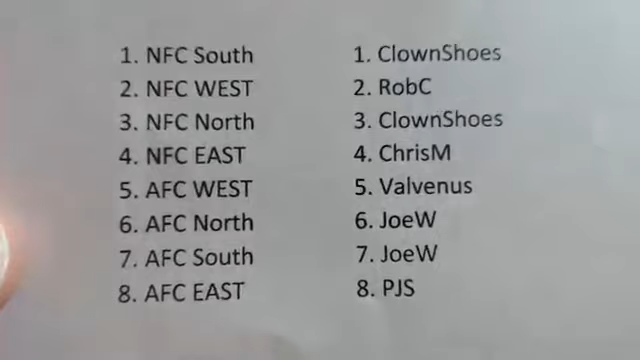 1. NFC South
2. NFC WEST
3. NFC North
4. NFC EAST
5. AFC WEST
6. AFC North
7. AFC South
8. AFC EAST
1. ClownShoes
2. RobC
3. ClownShoes
4. ChrisM
5. Valvenus
6. JoeW
7. JoeW
8. PJS